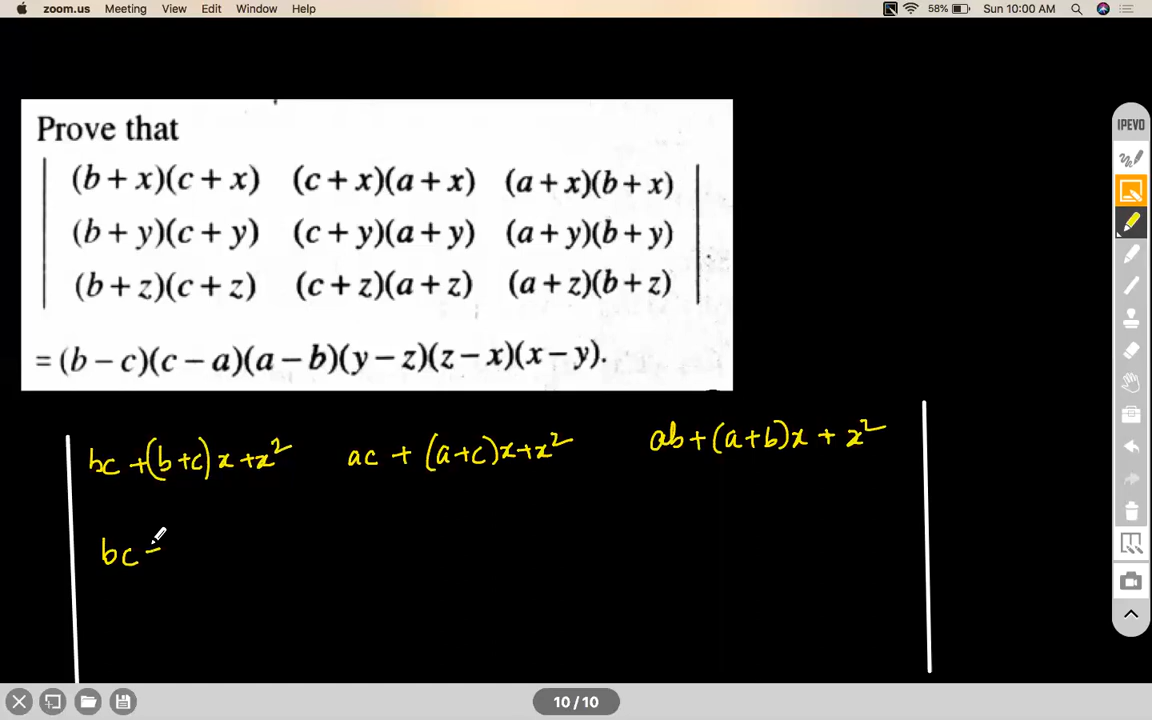 zoom.us Meeting View Edit Window Help 58% Sun 10:00 AM
Prove that
(b + x)(c + x) (c + x)(a + x) (a + x)(b + x)
(b + y)(c + y) (c + y)(a + y) (a + y)(b + y)
(b + z)(c + z) (c + z)(a + z) (a + z)(b + z)
= (b − c)(c − a)(a − b)(y − z)(z − x)(x − y).
IPEVO
bc + (b+c) x + x² ac + (a+c)x + x² ab + (a+b)x + x²
bc −
10 / 10